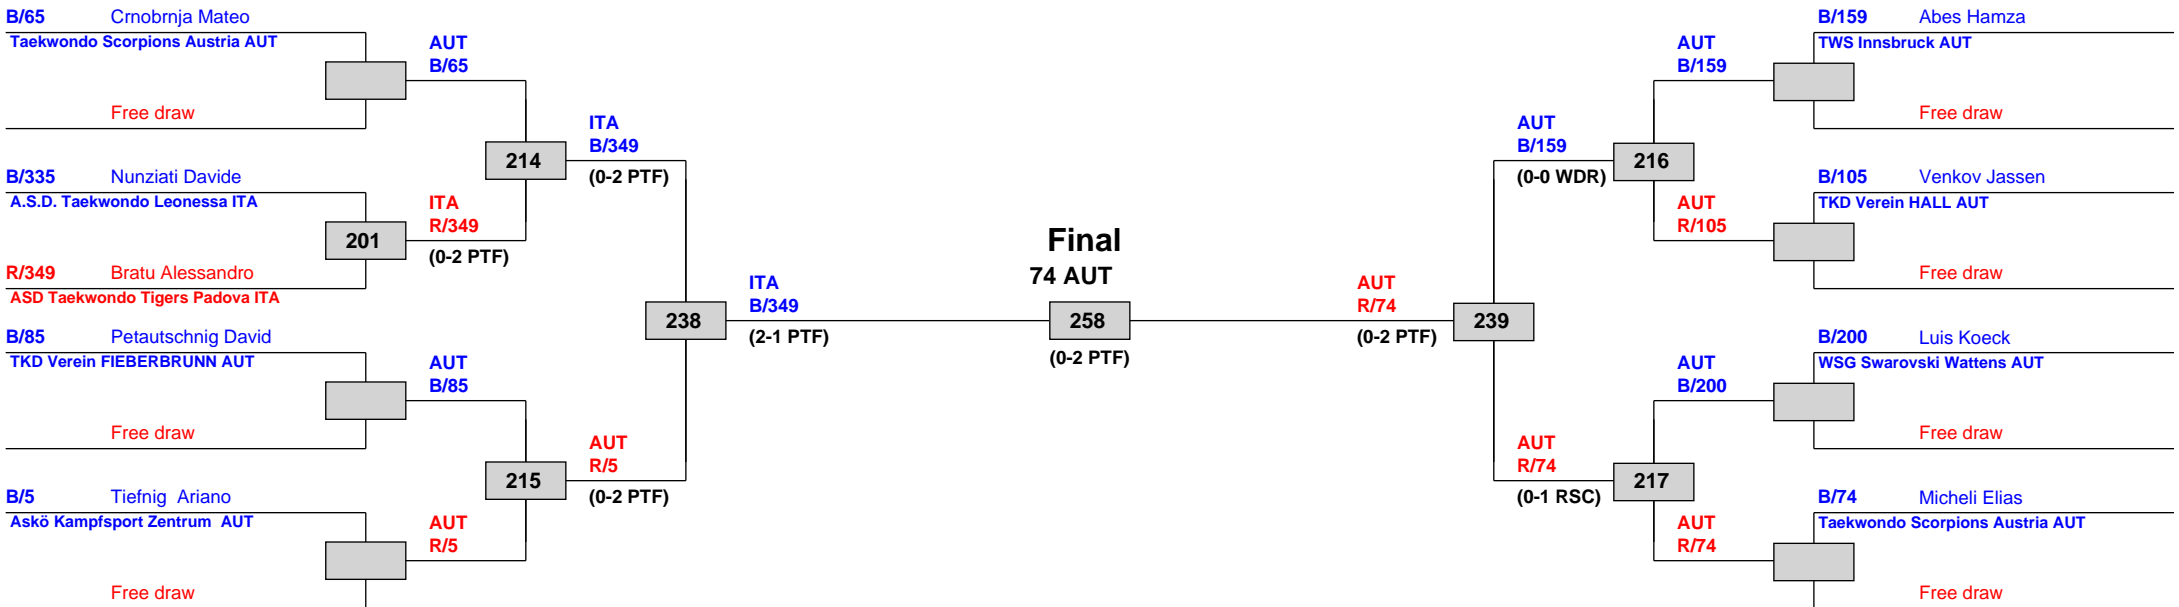 B/65 Crnobrnja Mateo
Taekwondo Scorpions Austria AUT
Free draw
B/335 Nunziati Davide
A.S.D. Taekwondo Leonessa ITA
201
R/349 Bratu Alessandro
ASD Taekwondo Tigers Padova ITA
B/85 Petautschnig David
TKD Verein FIEBERBRUNN AUT
Free draw
B/5 Tiefnig  Ariano
Askö Kampfsport Zentrum  AUT
Free draw
AUT
B/65
ITA
R/349
(0-2 PTF)
AUT
B/85
AUT
R/5
214
215
ITA
B/349
(0-2 PTF)
AUT
R/5
(0-2 PTF)
238
ITA
B/349
(2-1 PTF)
Final
74 AUT
258
(0-2 PTF)
AUT
R/74
(0-2 PTF)
239
AUT
B/159
(0-0 WDR)
AUT
R/74
(0-1 RSC)
216
217
AUT
B/159
AUT
R/105
AUT
B/200
AUT
R/74
B/159 Abes Hamza
TWS Innsbruck AUT
Free draw
B/105 Venkov Jassen
TKD Verein HALL AUT
Free draw
B/200 Luis Koeck
WSG Swarovski Wattens AUT
Free draw
B/74 Micheli Elias
Taekwondo Scorpions Austria AUT
Free draw